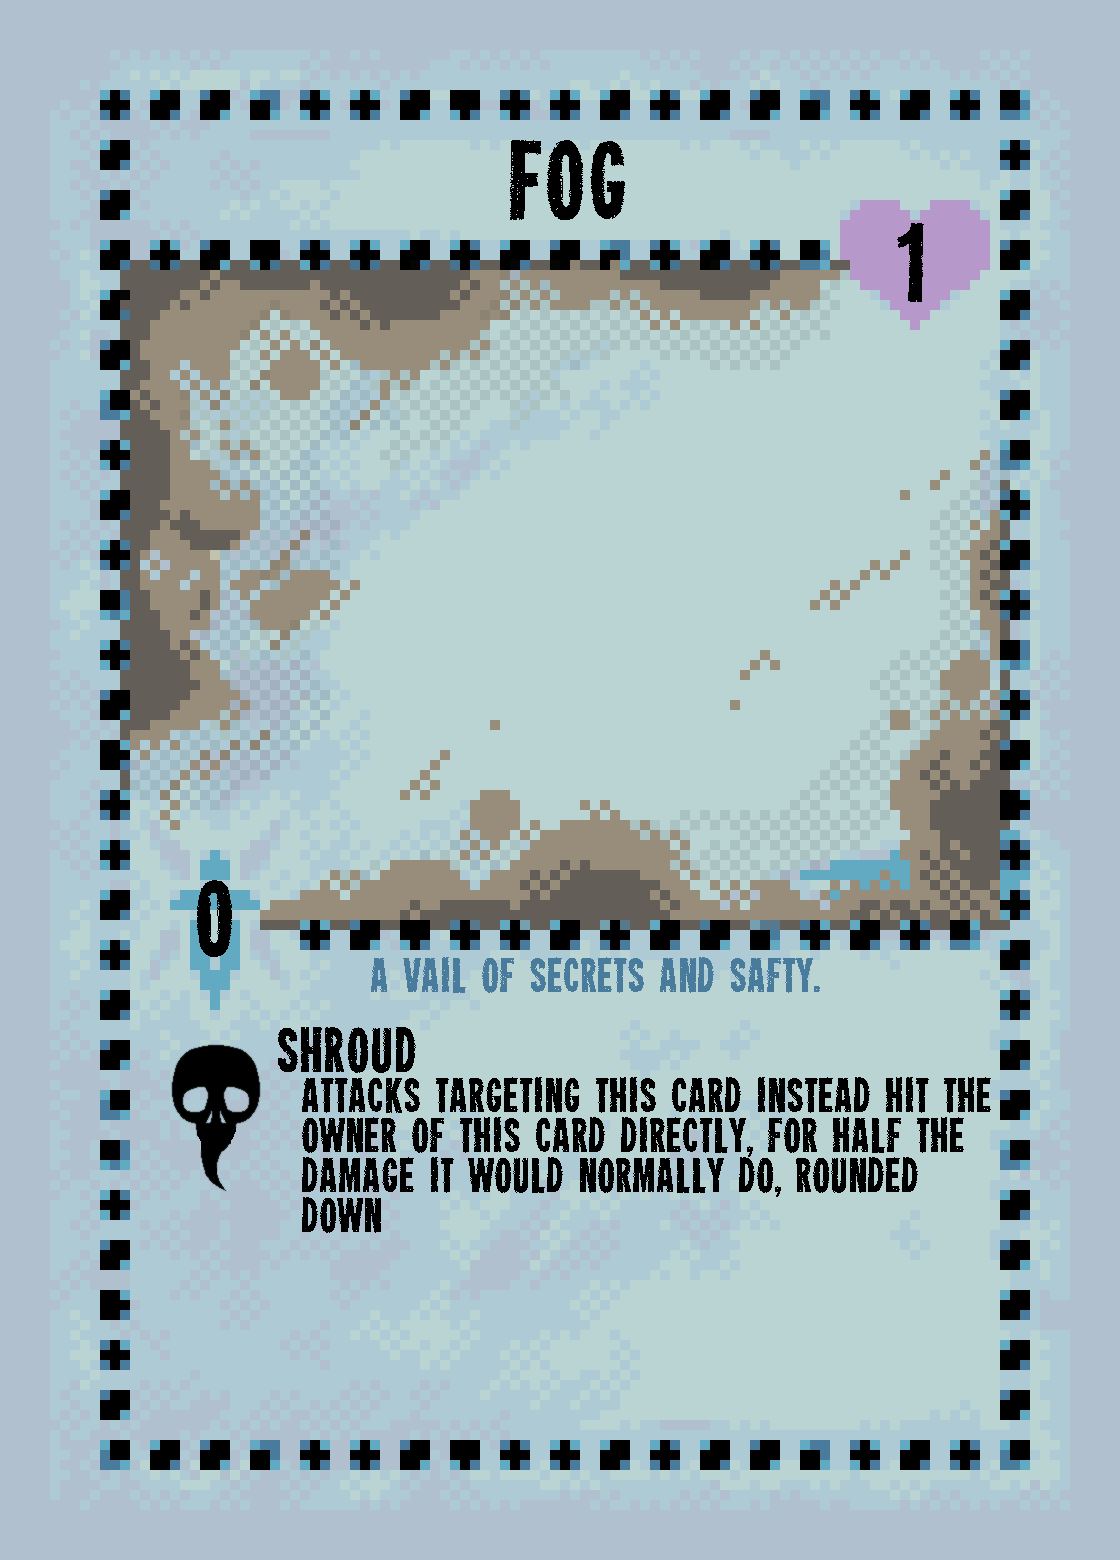 FOG
1
0
A VAIL OF SECRETS AND SAFTY.
SHROUD
ATTACKS TARGETING THIS CARD INSTEAD HIT THE
OWNER OF THIS CARD DIRECTLY, FOR HALF THE
DAMAGE IT WOULD NORMALLY DO, ROUNDED
DOWN